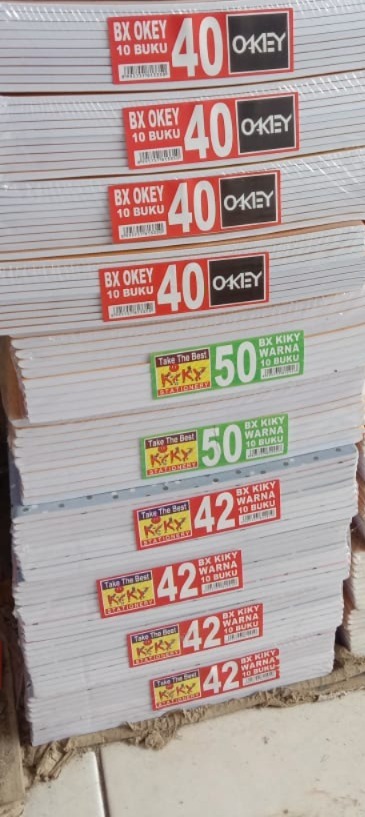 BX OKEY
10 BUKU
40
OAKEY
BX OKEY
10 BUKU
40
OAKEY
BX OKEY
10 BUKU
40
OAKEY
BX OKEY
10 BUKU
40
OAKEY
Take The Best
KiKY
STATIONERY
50
BX KIKY
WARNA
10 BUKU
Take The Best
KiKY
STATIONERY
50
BX KIKY
WARNA
10 BUKU
Take The Best
KiKY
STATIONERY
42
BX KIKY
WARNA
10 BUKU
Take The Best
KiKY
STATIONERY
42
BX KIKY
WARNA
10 BUKU
Take The Best
KiKY
STATIONERY
42
BX KIKY
WARNA
10 BUKU
Take The Best
KiKY
STATIONERY
42
BX KIKY
WARNA
10 BUKU